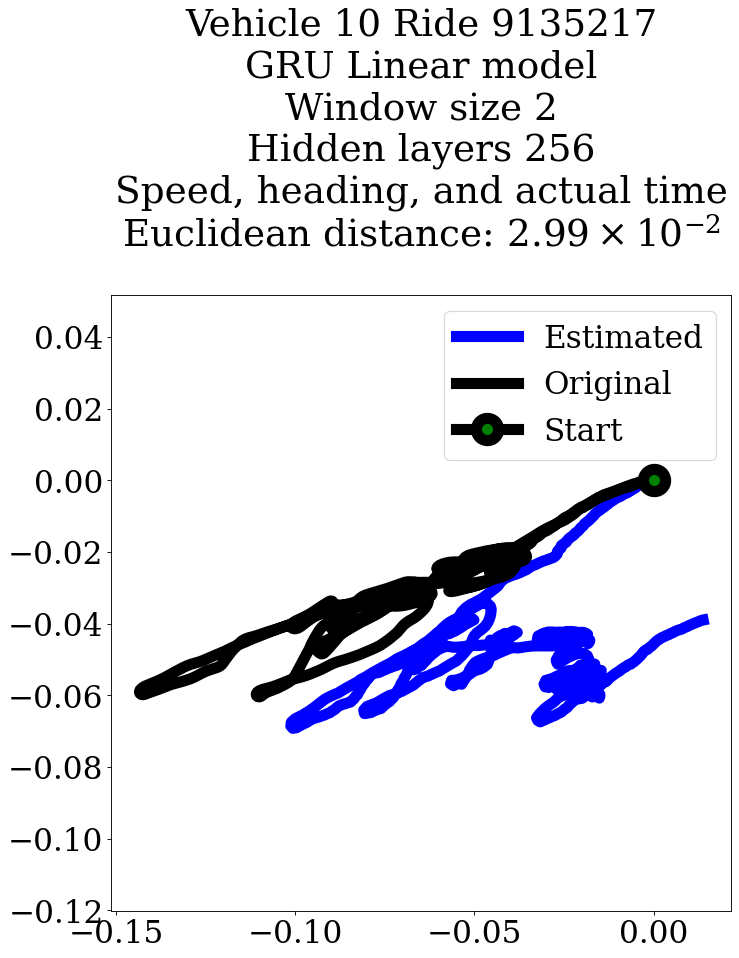 Vehicle 10 Ride 9135217
GRU Linear model
Window size 2
Hidden layers 256
Speed, heading, and actual time
Euclidean distance: 2.99 × 10⁻²
Estimated
Original
Start
0.04
0.02
0.00
−0.02
−0.04
−0.06
−0.08
−0.10
−0.12
−0.15 −0.10 −0.05 0.00